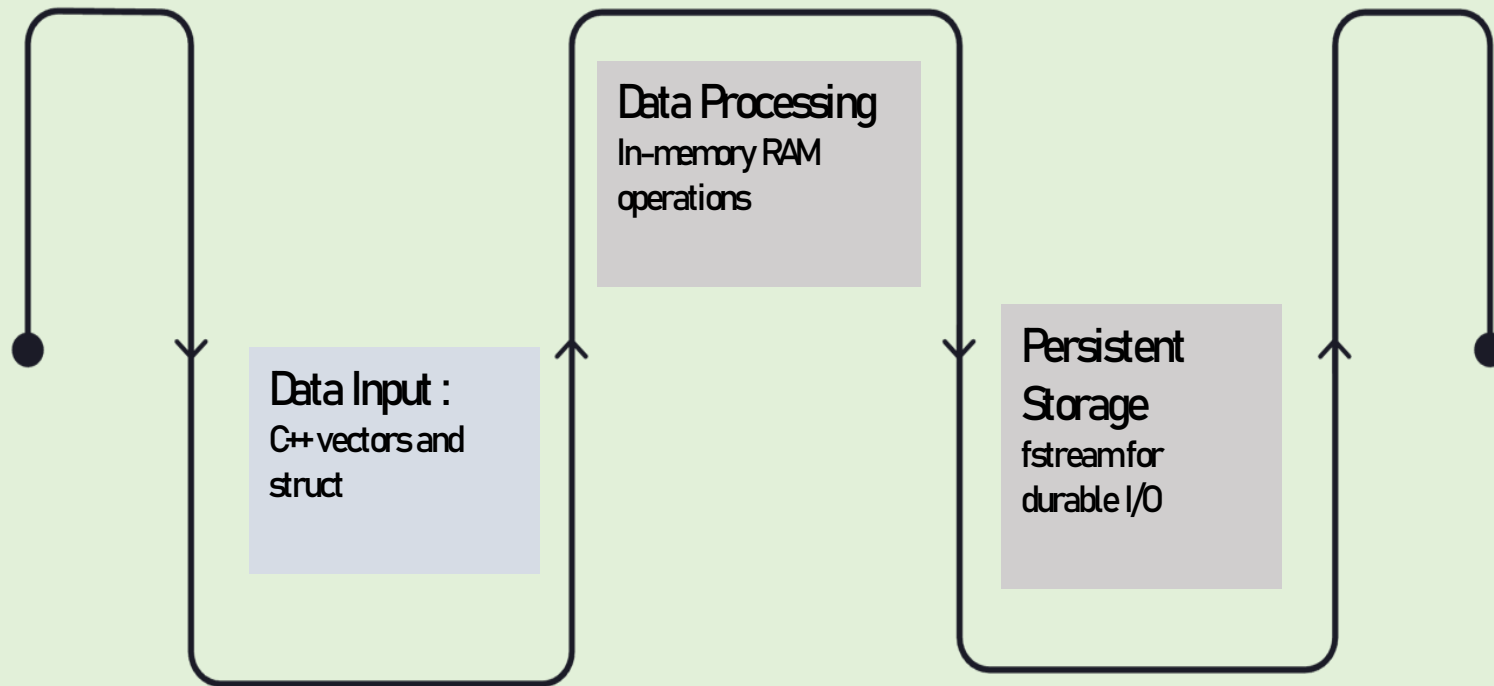 Data Input :
C++ vectors and
struct
Data Processing
In-memory RAM
operations
Persistent
Storage
fstream for
durable I/O